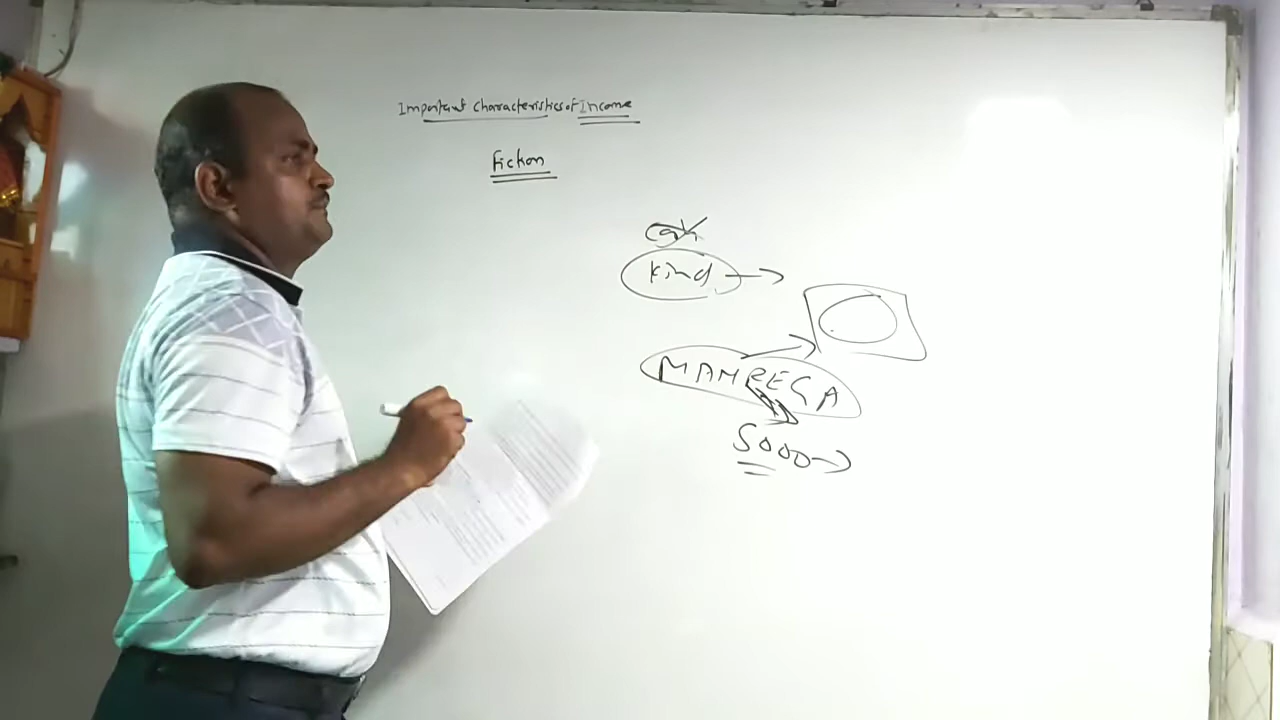 Important Characteristics of Income
Fiction
Cash
Kind
MANREGA
5000